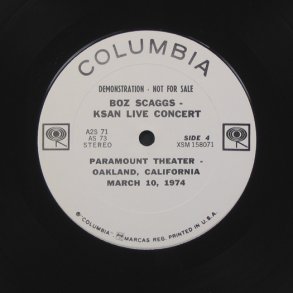 COLUMBIA
DEMONSTRATION - NOT FOR SALE
BOZ SCAGGS -
KSAN LIVE CONCERT
A2S 71
AS 73
STEREO
SIDE 4
XSM 158071
PARAMOUNT THEATER -
OAKLAND, CALIFORNIA
MARCH 10, 1974
® "COLUMBIA", MARCAS REG. PRINTED IN U.S.A.